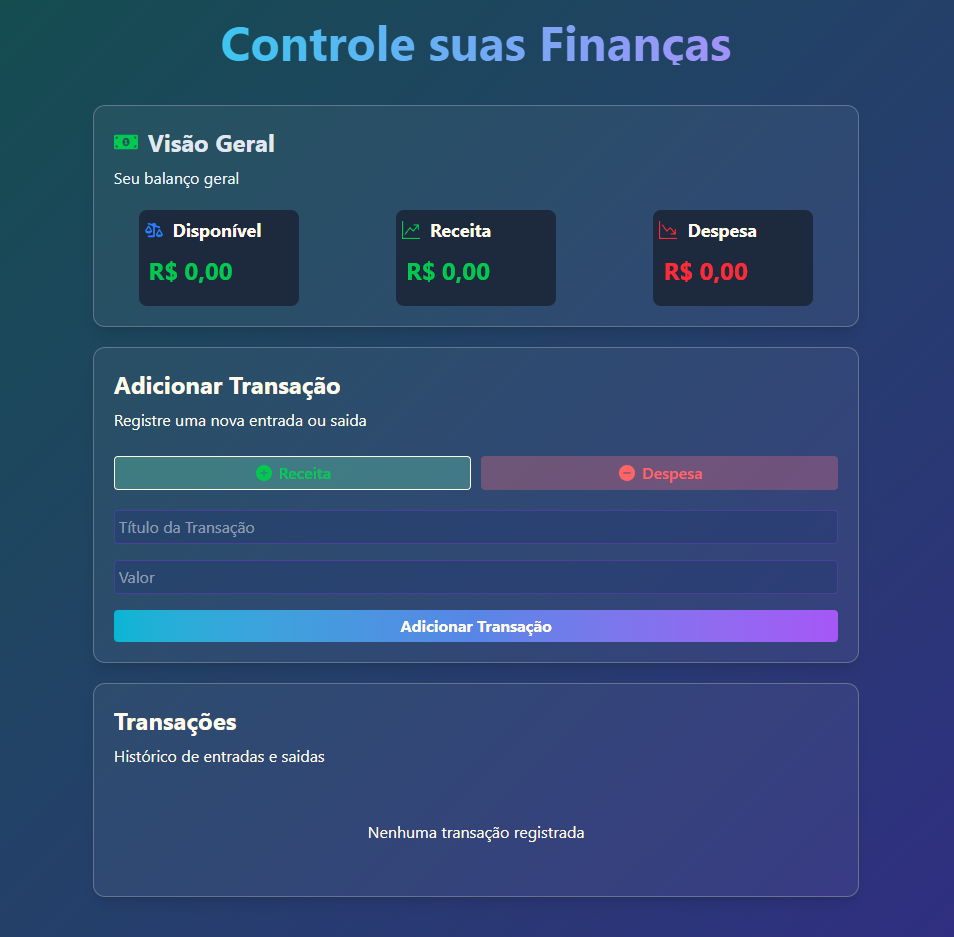 Controle suas Finanças
Visão Geral
Seu balanço geral
Disponível
R$ 0,00
Receita
R$ 0,00
Despesa
R$ 0,00
Adicionar Transação
Registre uma nova entrada ou saida
Receita
Despesa
Título da Transação
Valor
Adicionar Transação
Transações
Histórico de entradas e saidas
Nenhuma transação registrada